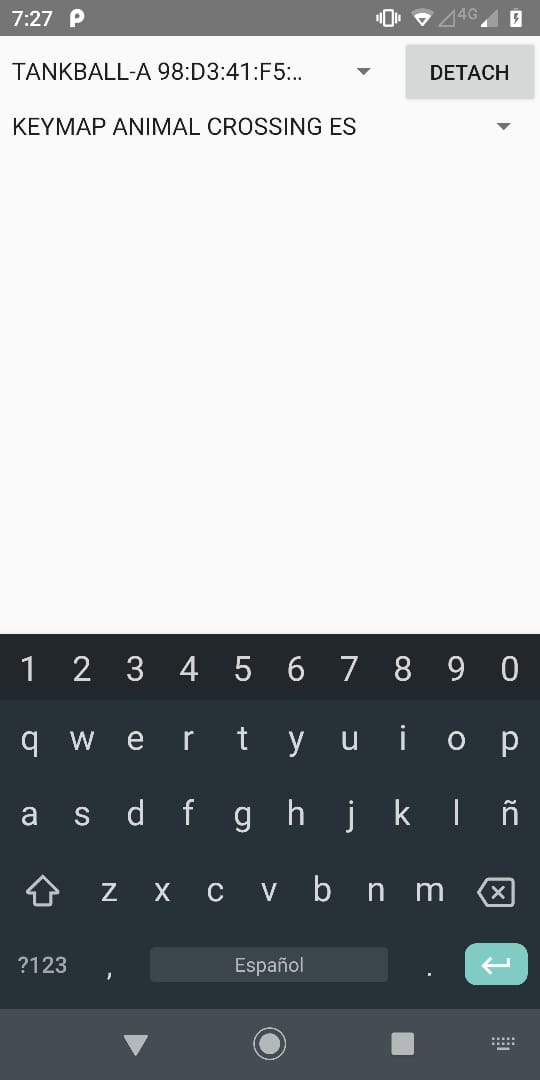 7:27 4G
TANKBALL-A 98:D3:41:F5:.. DETACH
KEYMAP ANIMAL CROSSING ES
1 2 3 4 5 6 7 8 9 0
q w e r t y u i o p
a s d f g h j k l ñ
z x c v b n m
?123 , Español .